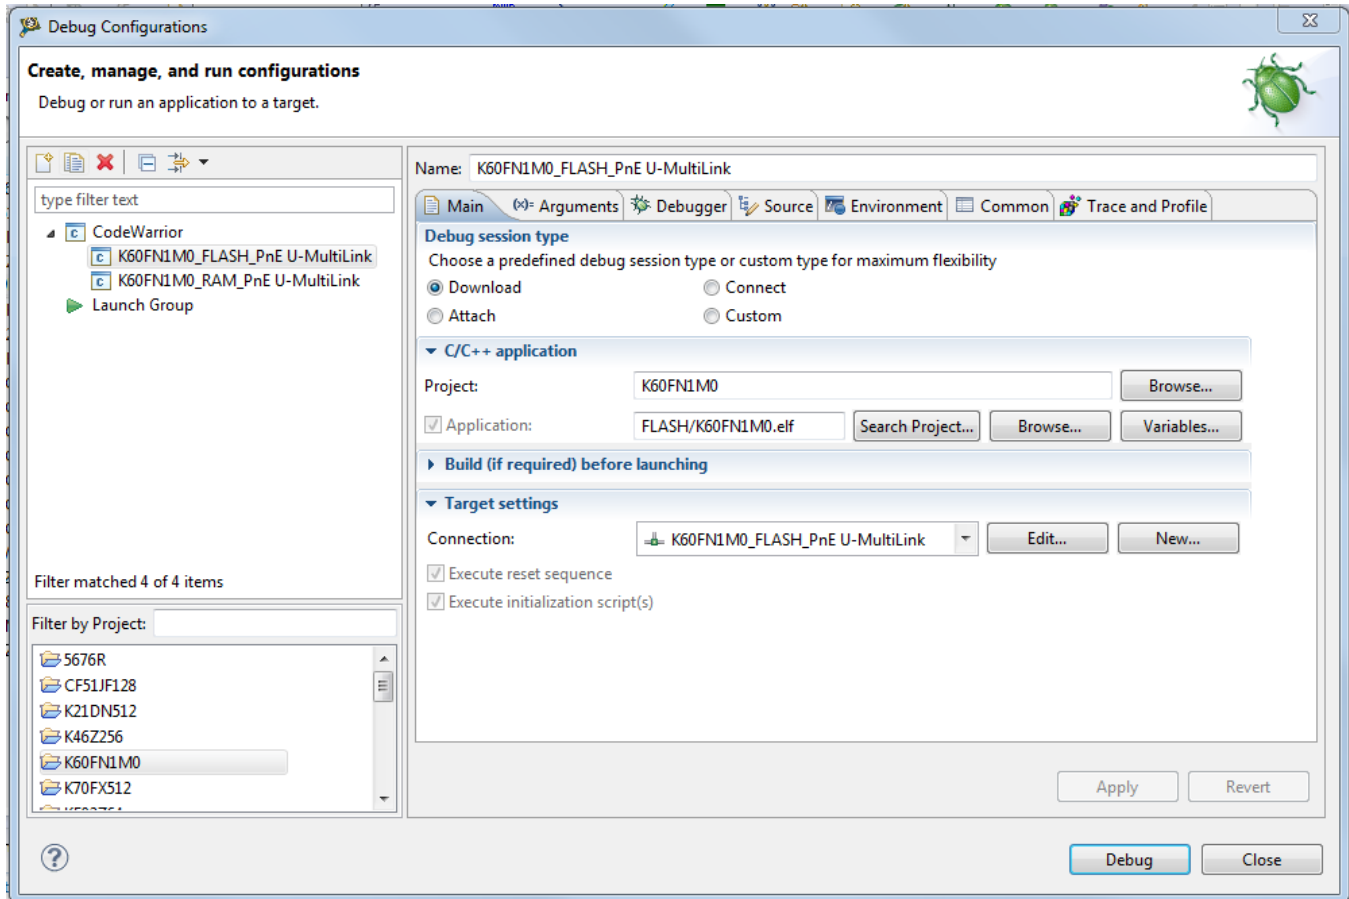 Debug Configurations
Create, manage, and run configurations
Debug or run an application to a target.
type filter text
CodeWarrior
K60FN1M0_FLASH_PnE U-MultiLink
K60FN1M0_RAM_PnE U-MultiLink
Launch Group
Filter matched 4 of 4 items
Filter by Project:
5676R
CF51JF128
K21DN512
K46Z256
K60FN1M0
K70FX512
Name: K60FN1M0_FLASH_PnE U-MultiLink
Main (x)= Arguments Debugger Source Environment Common Trace and Profile
Debug session type
Choose a predefined debug session type or custom type for maximum flexibility
Download Connect
Attach Custom
C/C++ application
Project: K60FN1M0 Browse...
Application: FLASH/K60FN1M0.elf Search Project... Browse... Variables...
Build (if required) before launching
Target settings
Connection: K60FN1M0_FLASH_PnE U-MultiLink Edit... New...
Execute reset sequence
Execute initialization script(s)
Apply Revert
Debug Close